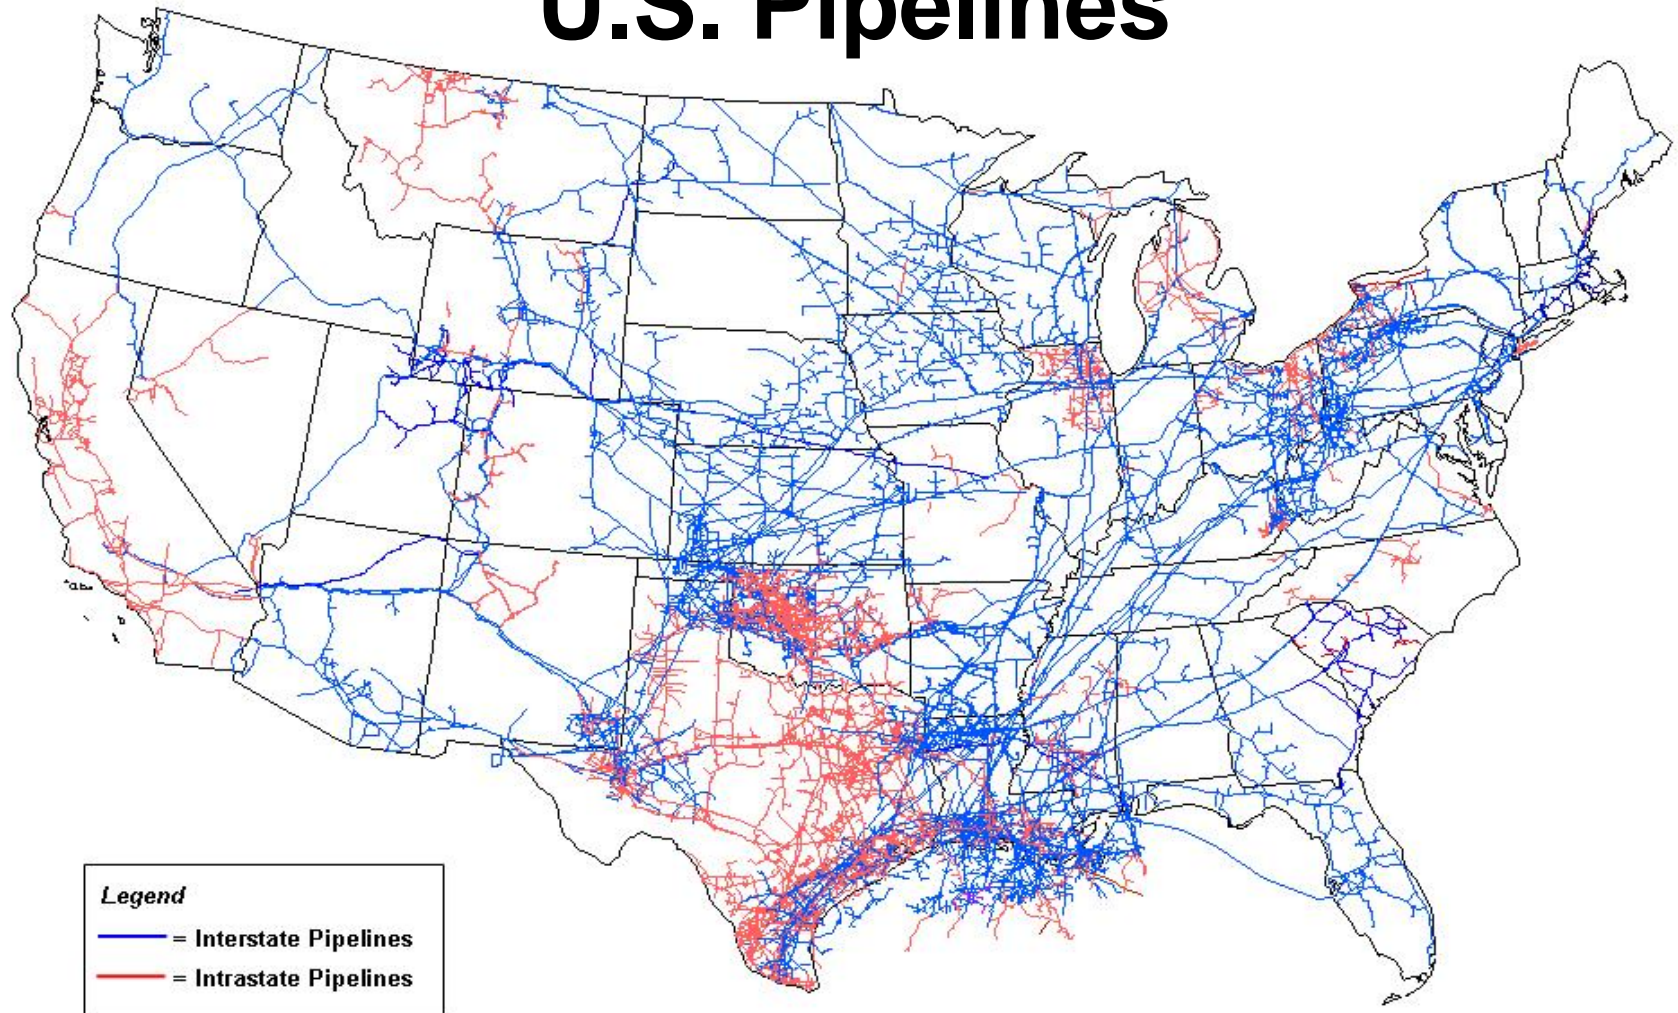 U.S. Pipelines
Legend
= Interstate Pipelines
= Intrastate Pipelines